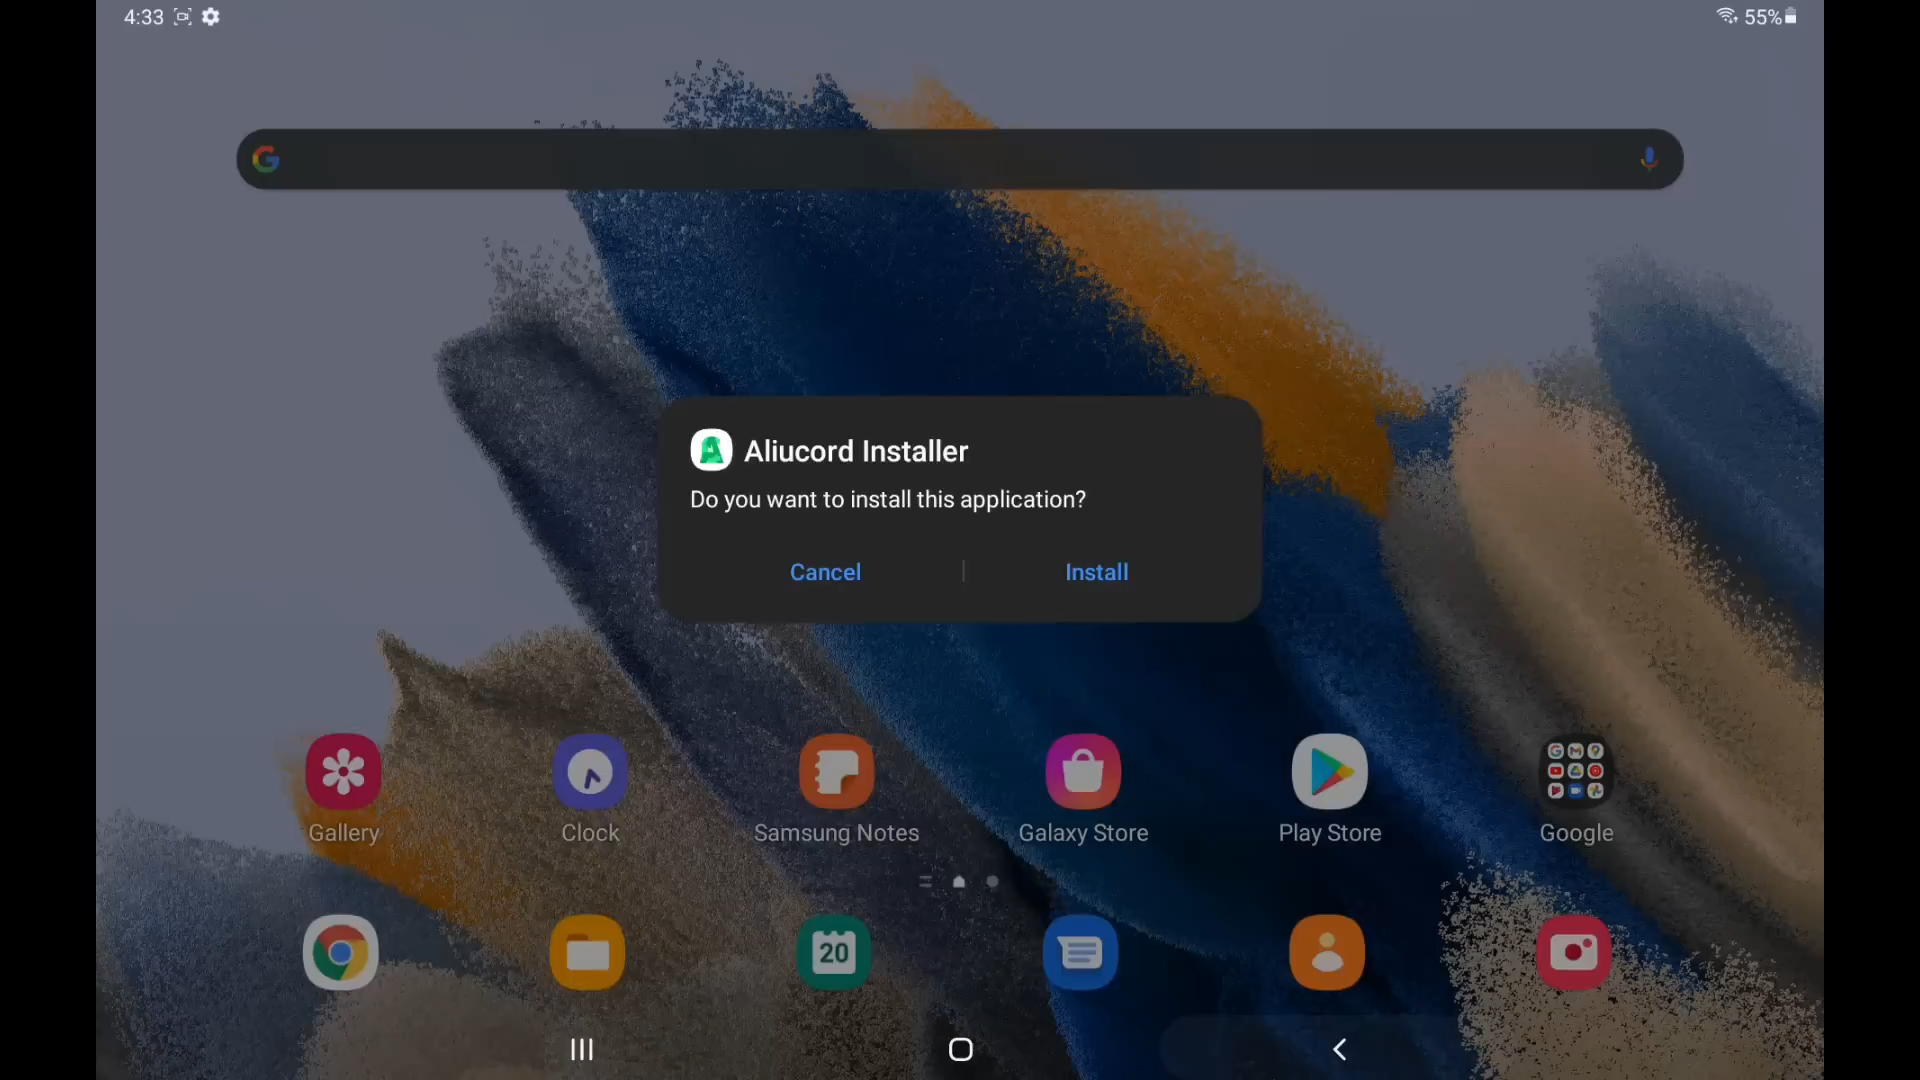 4:33
55%
Aliucord Installer
Do you want to install this application?
Cancel
Install
Gallery
Clock
Samsung Notes
Galaxy Store
Play Store
Google
20